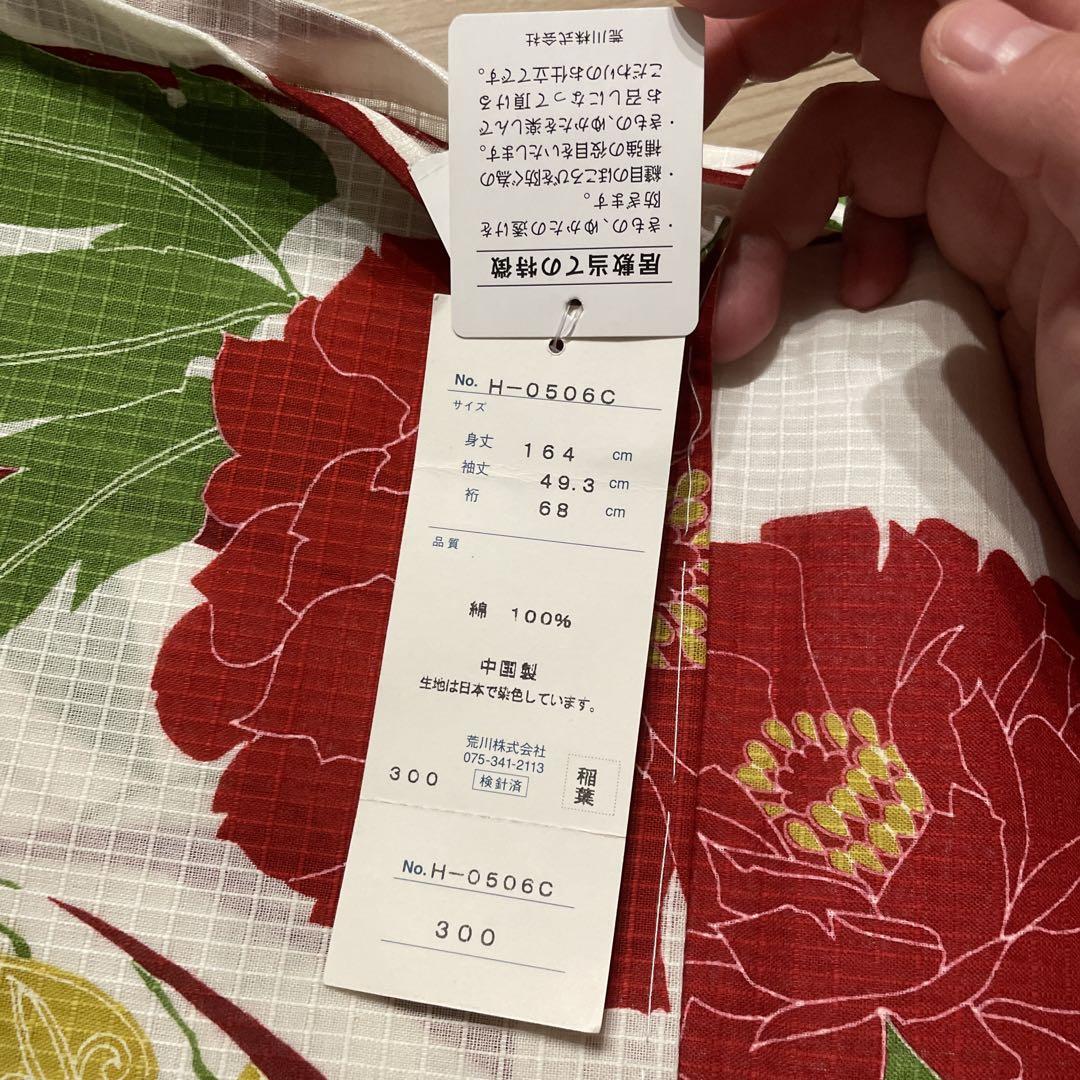 居敷当ての特徴
・きもの、ゆかたの透けを
防ぎます。
・縫目のほころびを防ぐ為の
補強の役目をいたします。
・きもの、ゆかたを楽しんで
お召しになって頂ける
こだわりのお仕立てです。
荒川株式会社
No. H-0506C
サイズ
身丈 164 cm
袖丈 49.3 cm
裄 68 cm
品質
綿 100%
中国製
生地は日本で染色しています。
荒川株式会社
075-341-2113
300 検針済
稲葉
No. H-0506C
300